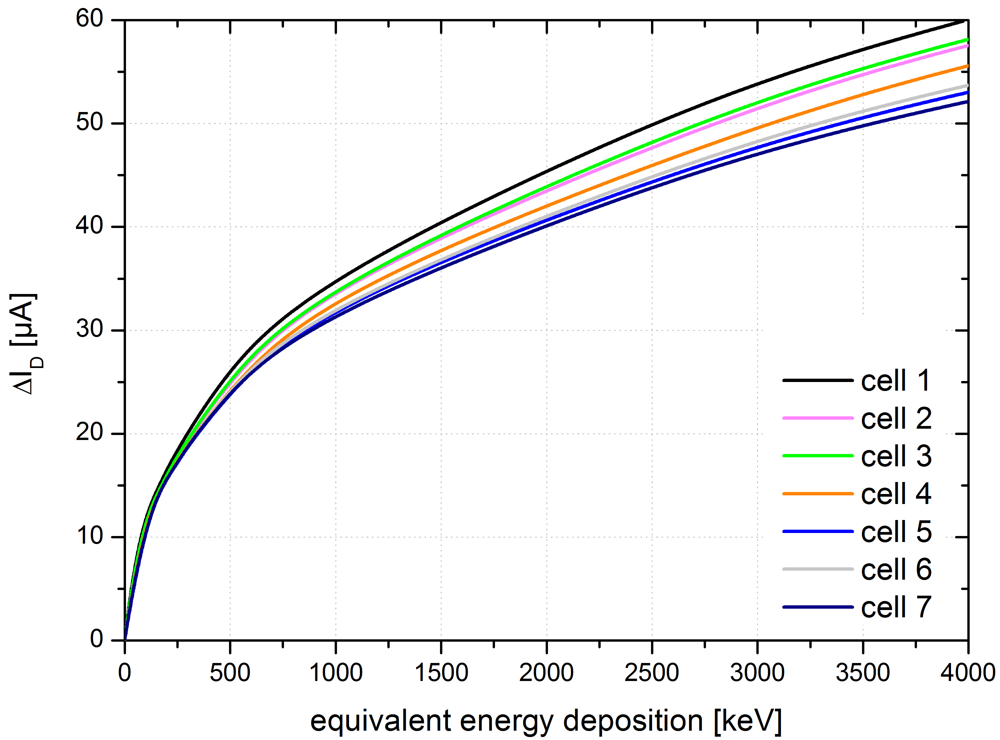 60
50
40
30
20
10
0
ΔI_D [µA]
0 500 1000 1500 2000 2500 3000 3500 4000
equivalent energy deposition [keV]
cell 1
cell 2
cell 3
cell 4
cell 5
cell 6
cell 7